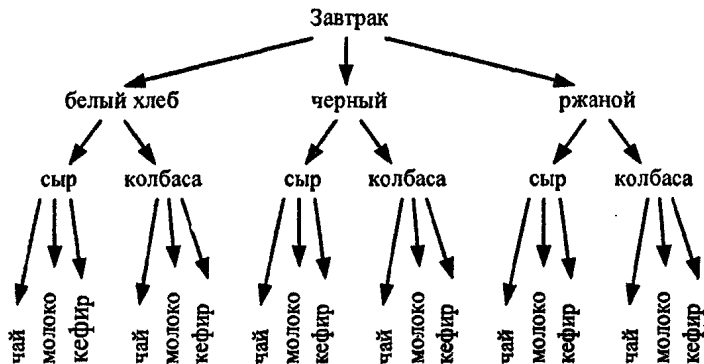 Завтрак
белый хлеб черный ржаной
сыр колбаса сыр колбаса сыр колбаса
чай молоко кефир чай молоко кефир чай молоко кефир чай молоко кефир чай молоко кефир чай молоко кефир